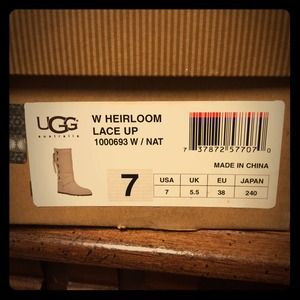 UGG
australia
W HEIRLOOM
LACE UP
1000693 W / NAT
7 37872 57707 0
MADE IN CHINA
7
USA UK EU JAPAN
7 5.5 38 240